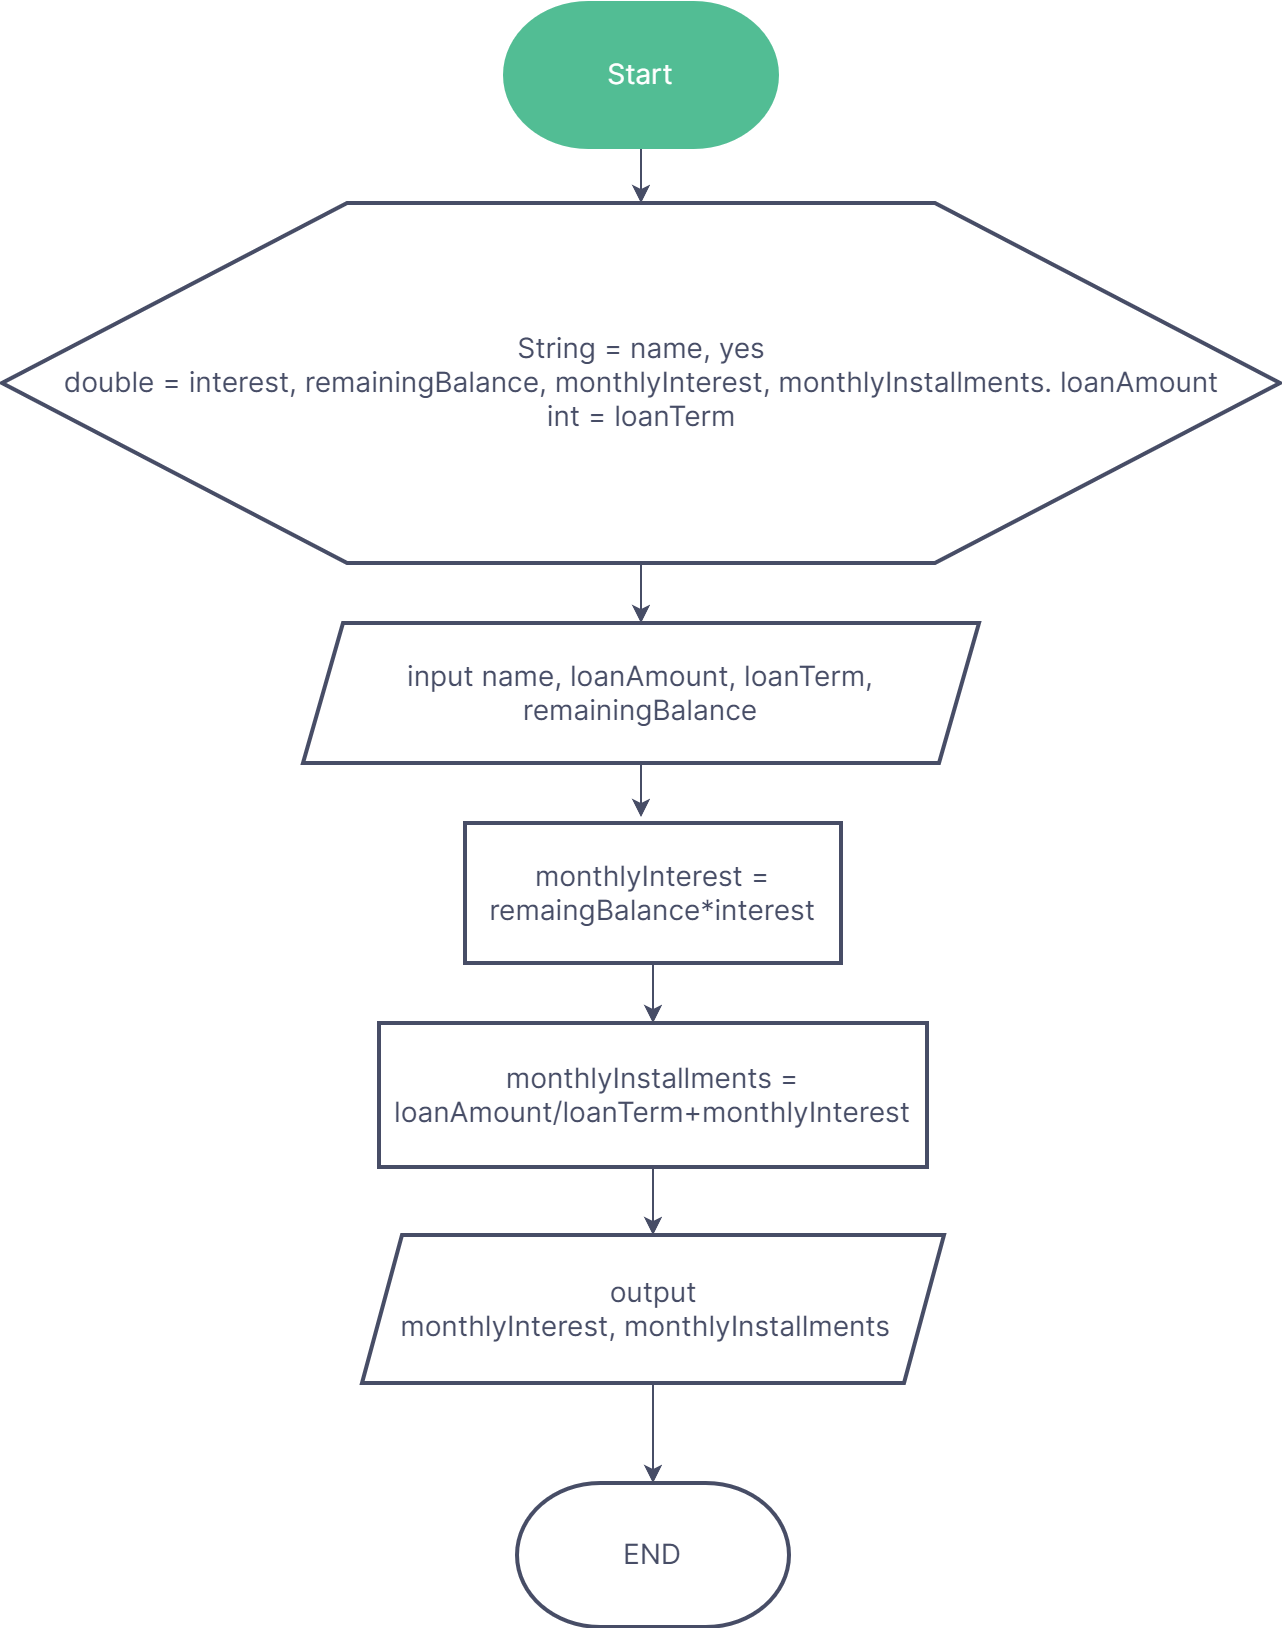 Start
String = name, yes
double = interest, remainingBalance, monthlyInterest, monthlyInstallments. loanAmount
int = loanTerm
input name, loanAmount, loanTerm,
remainingBalance
monthlyInterest =
remaingBalance*interest
monthlyInstallments =
loanAmount/loanTerm+monthlyInterest
output
monthlyInterest, monthlyInstallments
END